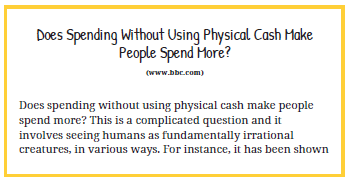 Does Spending Without Using Physical Cash Make
People Spend More?
(www.bbc.com)
Does spending without using physical cash make people
spend more? This is a complicated question and it
involves seeing humans as fundamentally irrational
creatures, in various ways. For instance, it has been shown